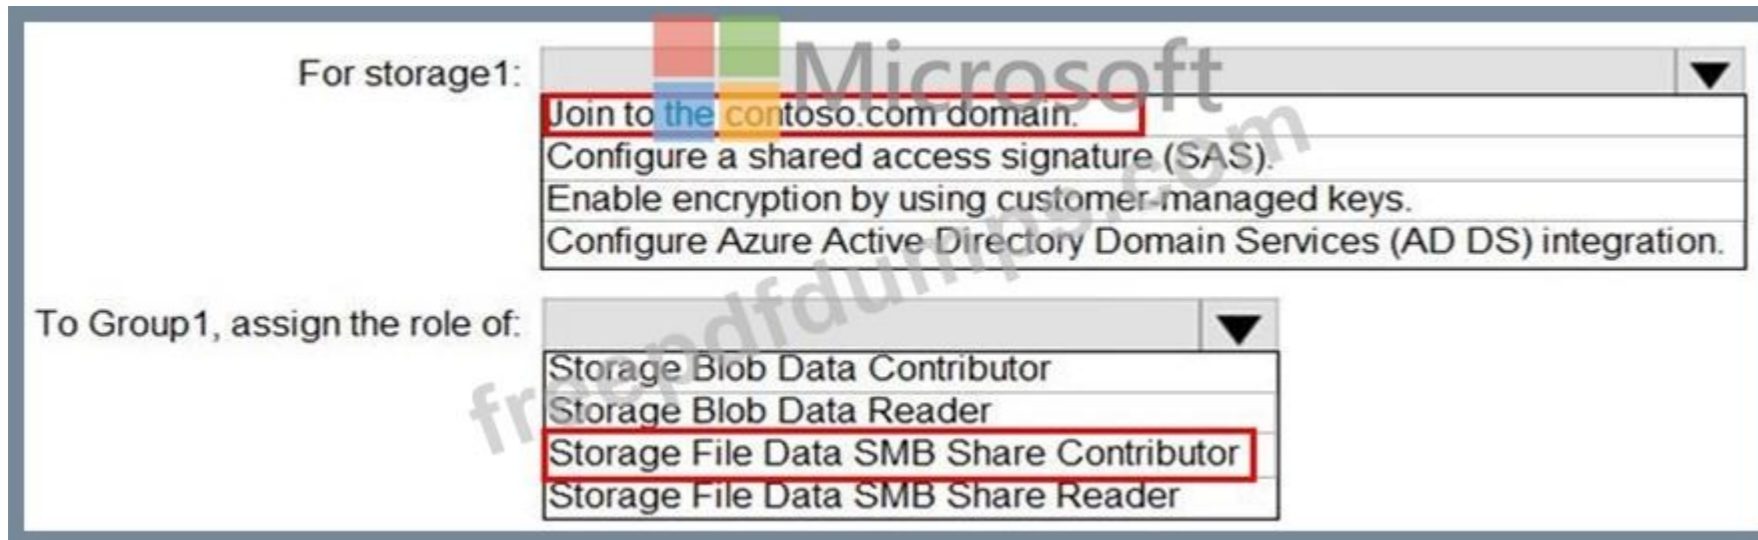 Microsoft
For storage1:
Join to the contoso.com domain.
Configure a shared access signature (SAS).
Enable encryption by using customer-managed keys.
Configure Azure Active Directory Domain Services (AD DS) integration.
freepdfdumps.com
To Group1, assign the role of:
Storage Blob Data Contributor
Storage Blob Data Reader
Storage File Data SMB Share Contributor
Storage File Data SMB Share Reader